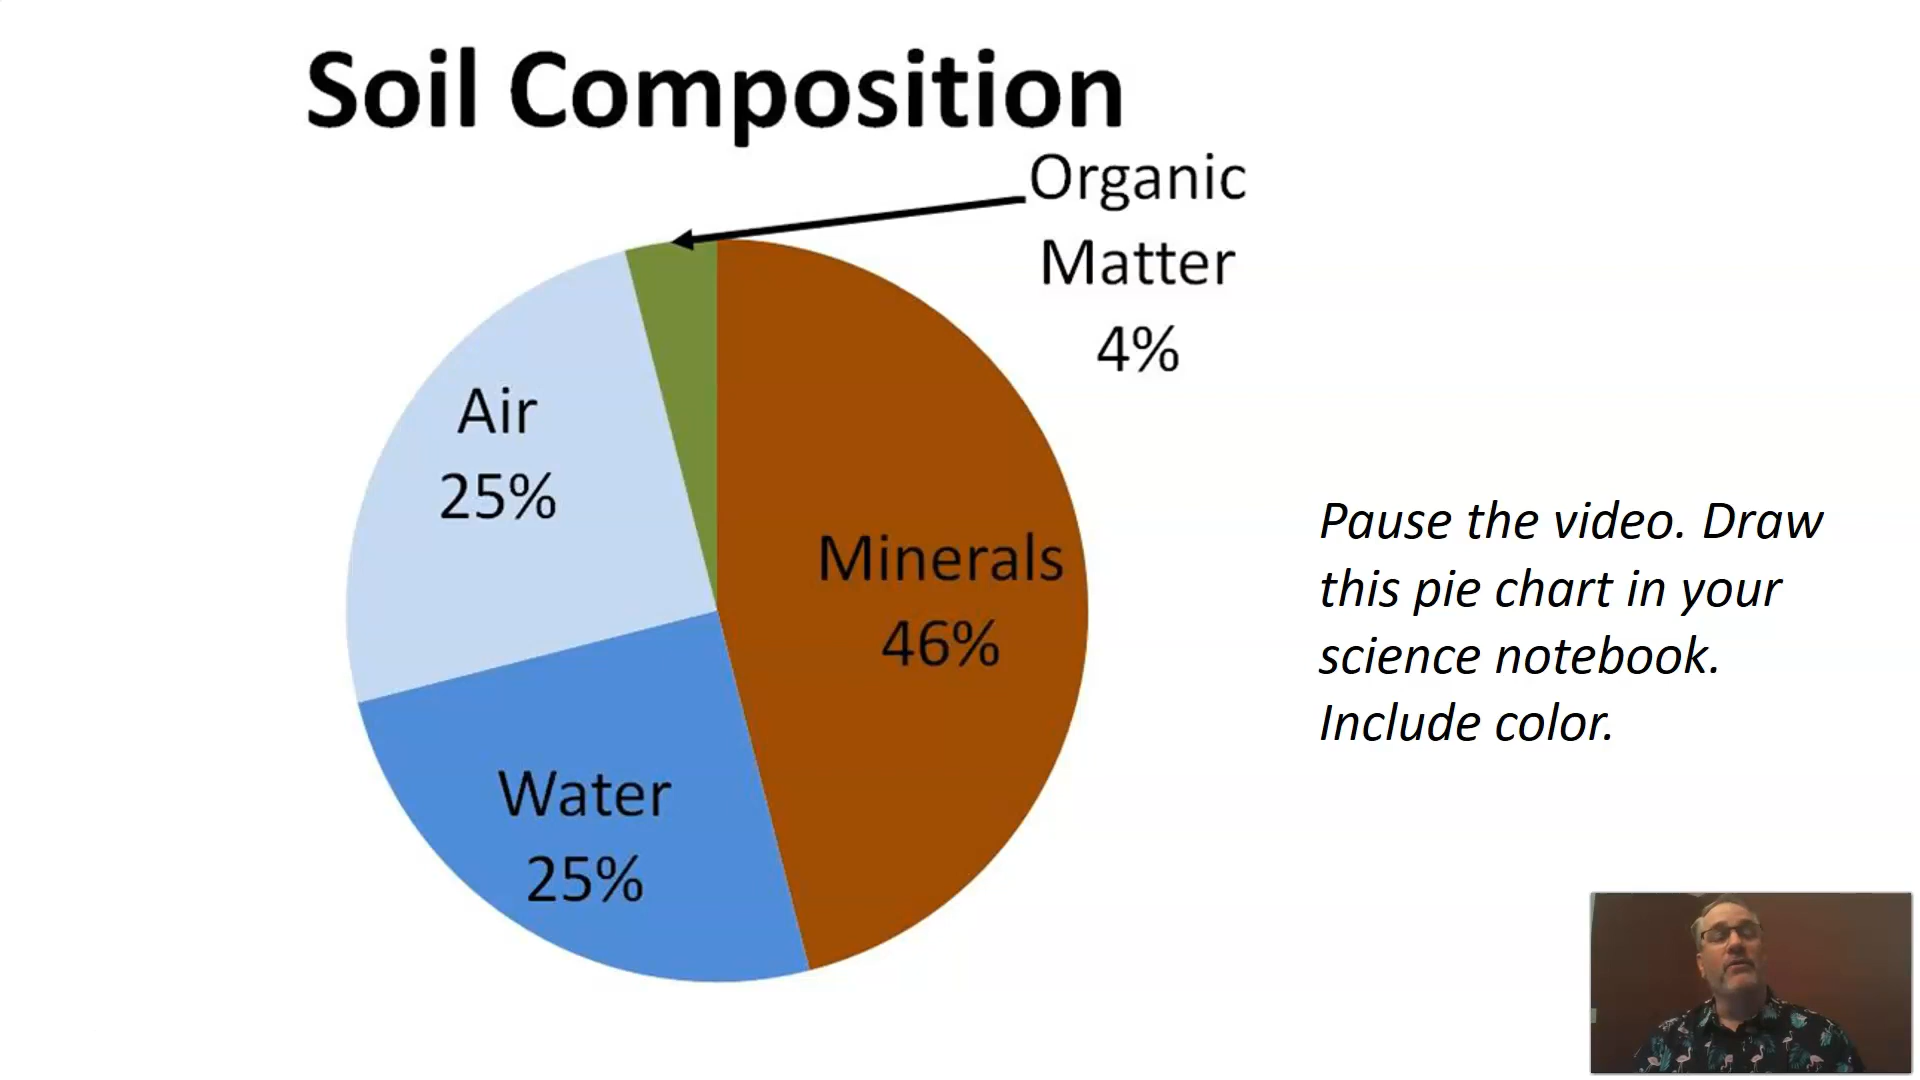 Soil Composition
Organic
Matter
4%
Air
25%
Minerals
46%
Water
25%
Pause the video. Draw
this pie chart in your
science notebook.
Include color.